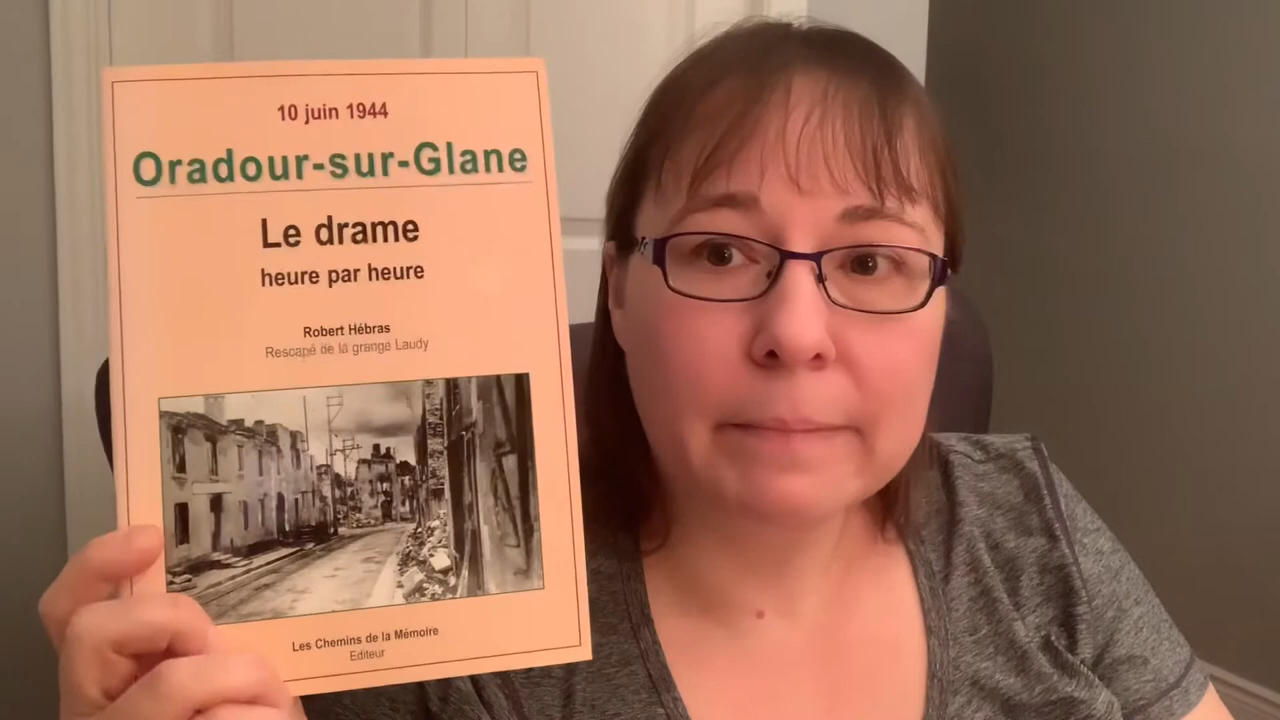 10 juin 1944
Oradour-sur-Glane
Le drame
heure par heure
Robert Hébras
Rescapé de la grange Laudy
Les Chemins de la Mémoire
Editeur